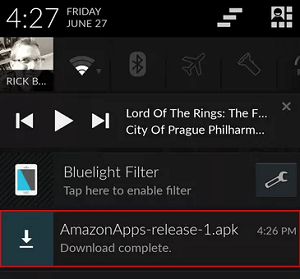 4:27 FRIDAY
JUNE 27
RICK B...
Lord Of The Rings: The F...
City Of Prague Philharm...
Bluelight Filter
Tap here to enable filter
AmazonApps-release-1.apk 4:26 PM
Download complete.